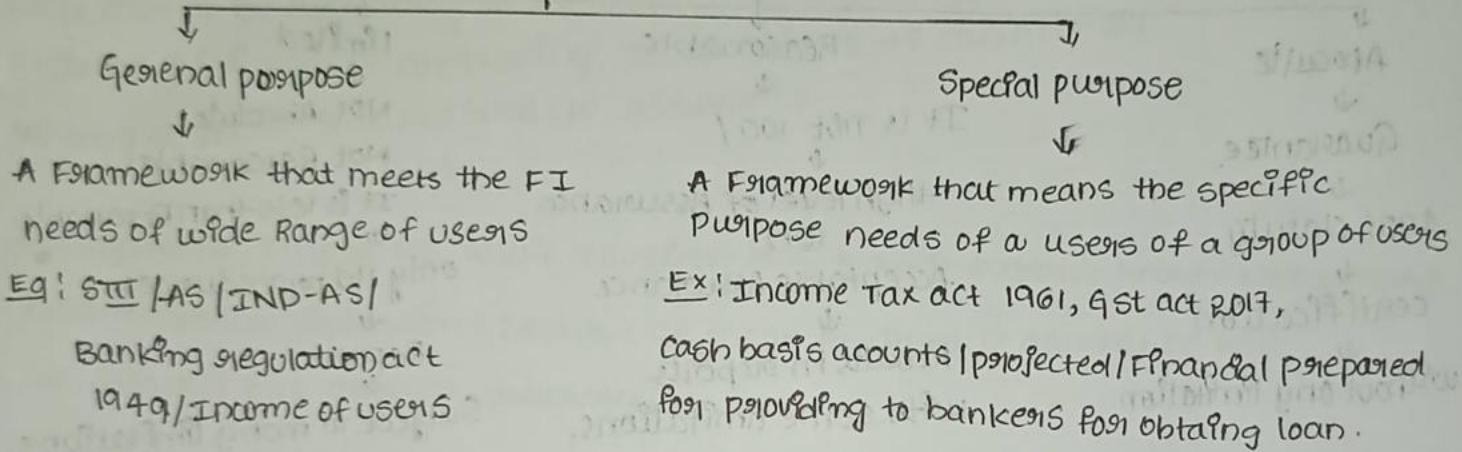 General porpose
Special purpose
A Framework that meets the FI
needs of wide Range of users
Eg: SIII /AS /IND-AS/
Banking regulation act
1949/Income of users
A Framework that means the specific
purpose needs of a users of a group of users
Ex: Income Tax act 1961, Gst act 2017,
cash basis acounts /projected/Financial prepared
for providing to bankers for obtaing loan.